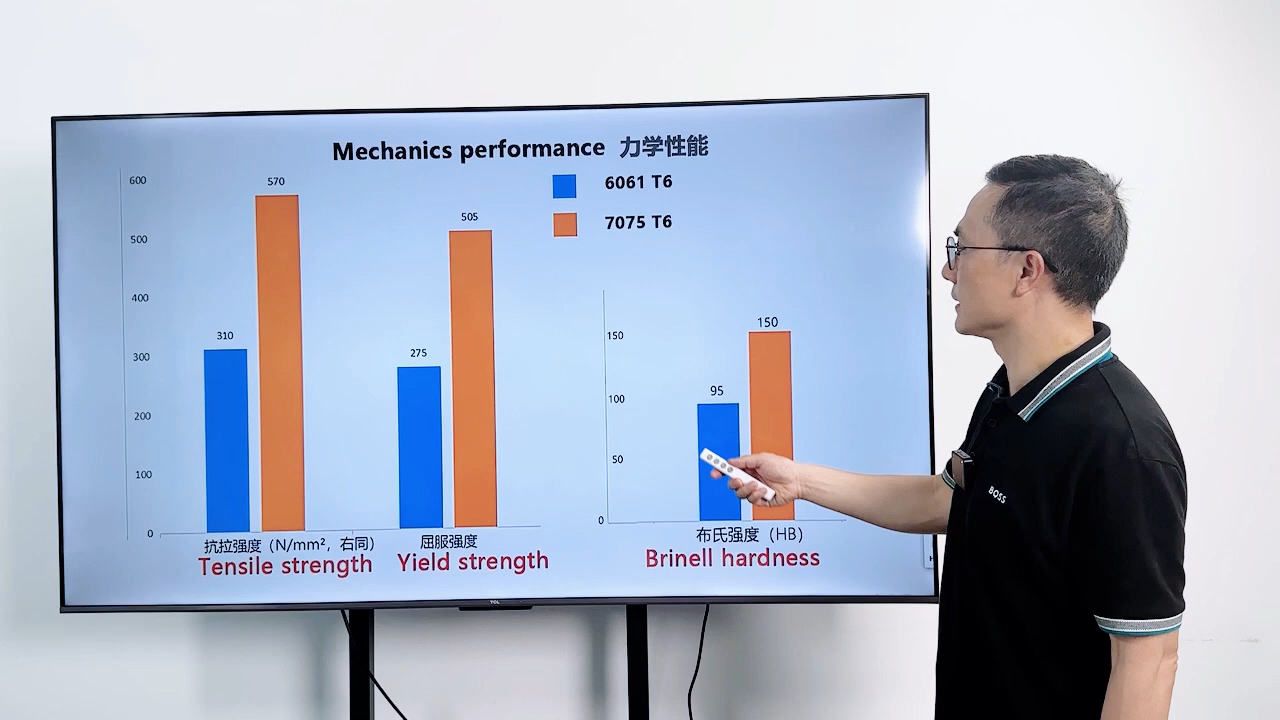 Mechanics performance 力学性能
6061 T6
7075 T6
600
500
400
300
200
100
0
310
570
275
505
150
100
50
0
95
150
抗拉强度（N/mm²，右同）
屈服强度
布氏强度（HB）
Tensile strength
Yield strength
Brinell hardness
TCL
BOSS